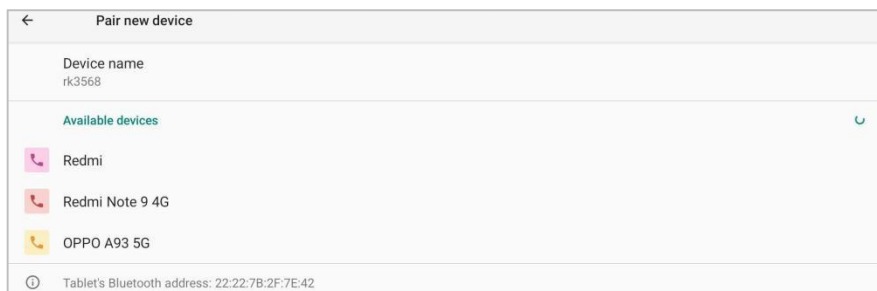 Pair new device
Device name
rk3568
Available devices
Redmi
Redmi Note 9 4G
OPPO A93 5G
Tablet's Bluetooth address: 22:22:7B:2F:7E:42